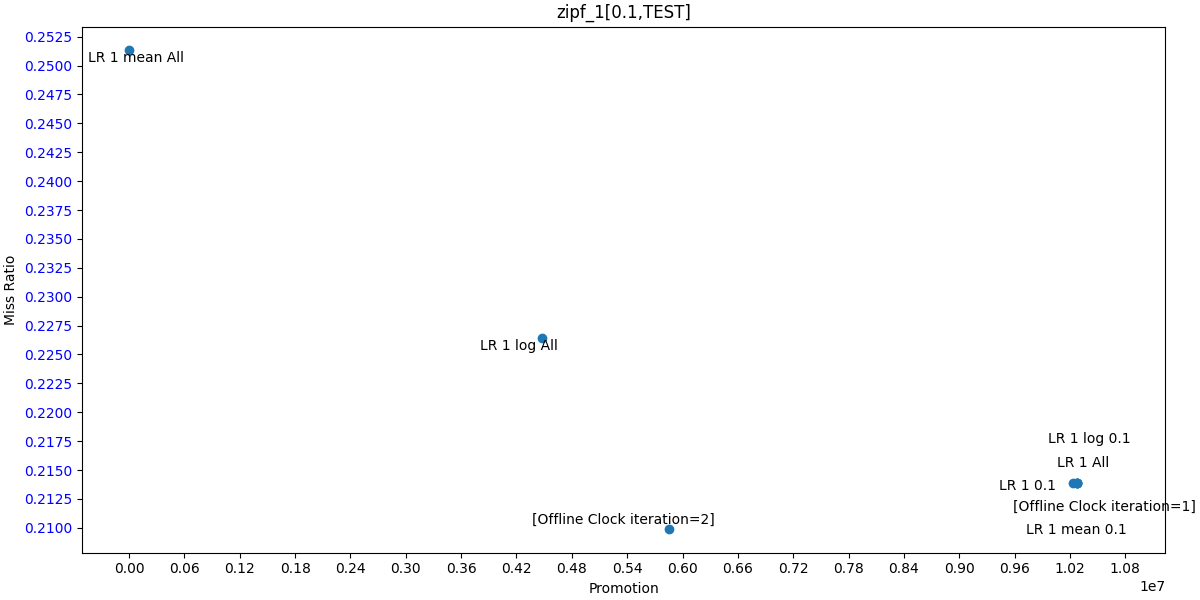 zipf_1[0.1,TEST]
Miss Ratio
0.2525
0.2500
0.2475
0.2450
0.2425
0.2400
0.2375
0.2350
0.2325
0.2300
0.2275
0.2250
0.2225
0.2200
0.2175
0.2150
0.2125
0.2100
LR 1 mean All
LR 1 log All
LR 1 log 0.1
LR 1 All
LR 1 0.1
[Offline Clock iteration=1]
[Offline Clock iteration=2]
LR 1 mean 0.1
0.00 0.06 0.12 0.18 0.24 0.30 0.36 0.42 0.48 0.54 0.60 0.66 0.72 0.78 0.84 0.90 0.96 1.02 1.08
1e7
Promotion